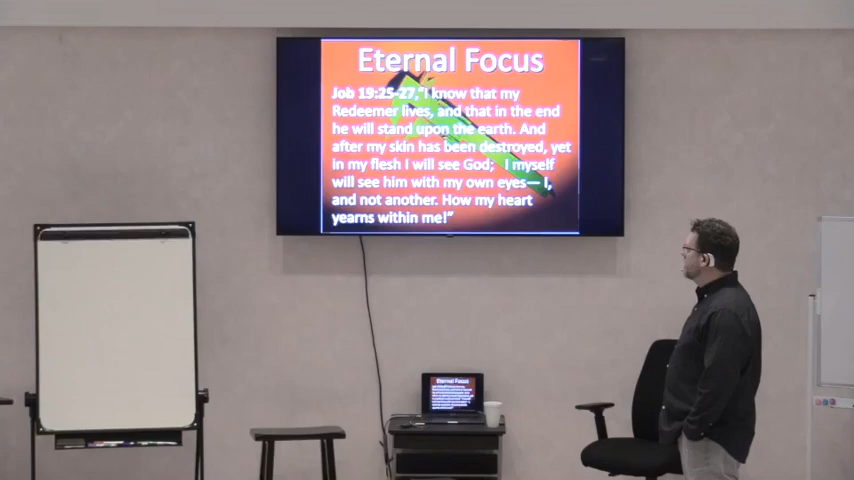 Eternal Focus
Job 19:25-27,“I know that my
Redeemer lives, and that in the end
he will stand upon the earth. And
after my skin has been destroyed, yet
in my flesh I will see God;   I myself
will see him with my own eyes— I,
and not another. How my heart
yearns within me!”
Eternal Focus